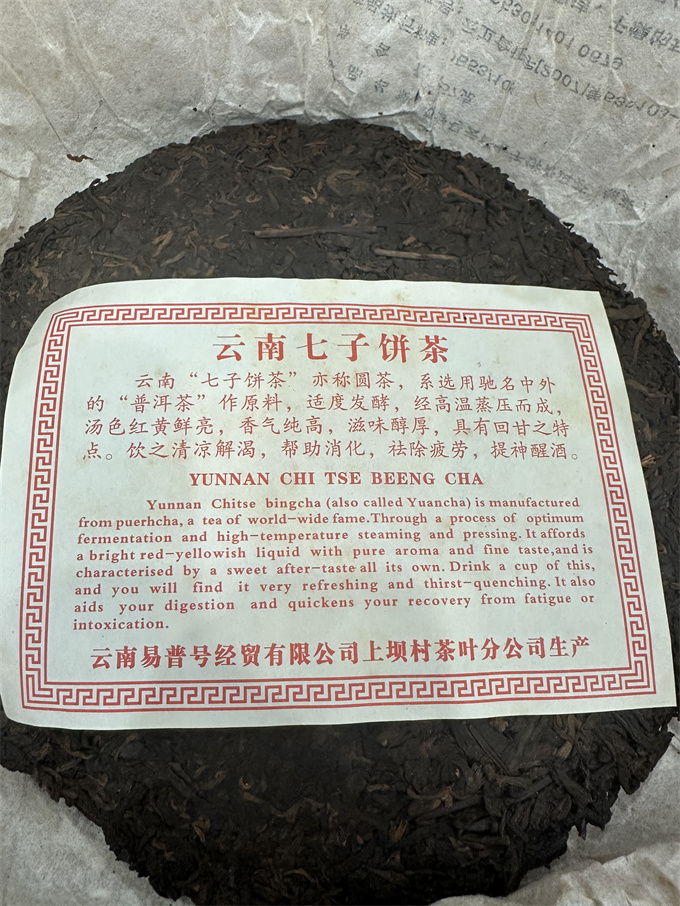 云南七子饼茶
云南“七子饼茶”亦称圆茶，系选用驰名中外
的“普洱茶”作原料，适度发酵，经高温蒸压而成，
汤色红黄鲜亮，香气纯高，滋味醇厚，具有回甘之特
点。饮之清凉解渴，帮助消化，祛除疲劳，提神醒酒。
YUNNAN CHI TSE BEENG CHA
Yunnan Chitse bingcha (also called Yuancha) is manufactured
from puerhcha, a tea of world-wide fame.Through a process of optimum
fermentation and high-temperature steaming and pressing. It affords
a bright red-yellowish liquid with pure aroma and fine taste,and is
characterised by a sweet after-taste all its own. Drink a cup of this,
and you will find it very refreshing and thirst-quenching. It also
aids your digestion and quickens your recovery from fatigue or
intoxication.
云南易普号经贸有限公司上坝村茶叶分公司生产